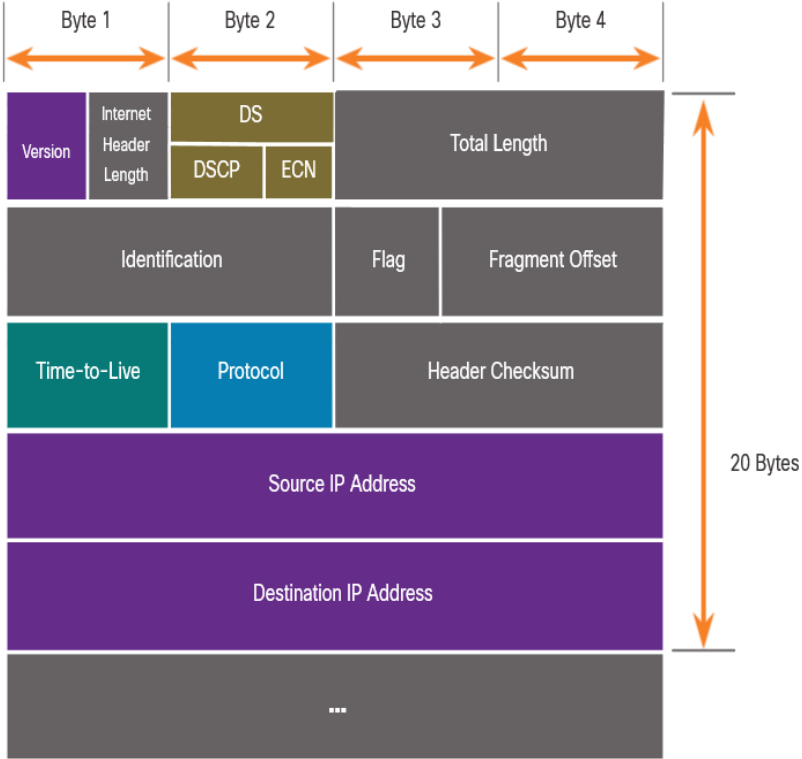 Byte 1 Byte 2 Byte 3 Byte 4
Version
Internet
Header
Length
DS
DSCP ECN
Total Length
Identification Flag Fragment Offset
Time-to-Live Protocol Header Checksum
Source IP Address
20 Bytes
Destination IP Address
...